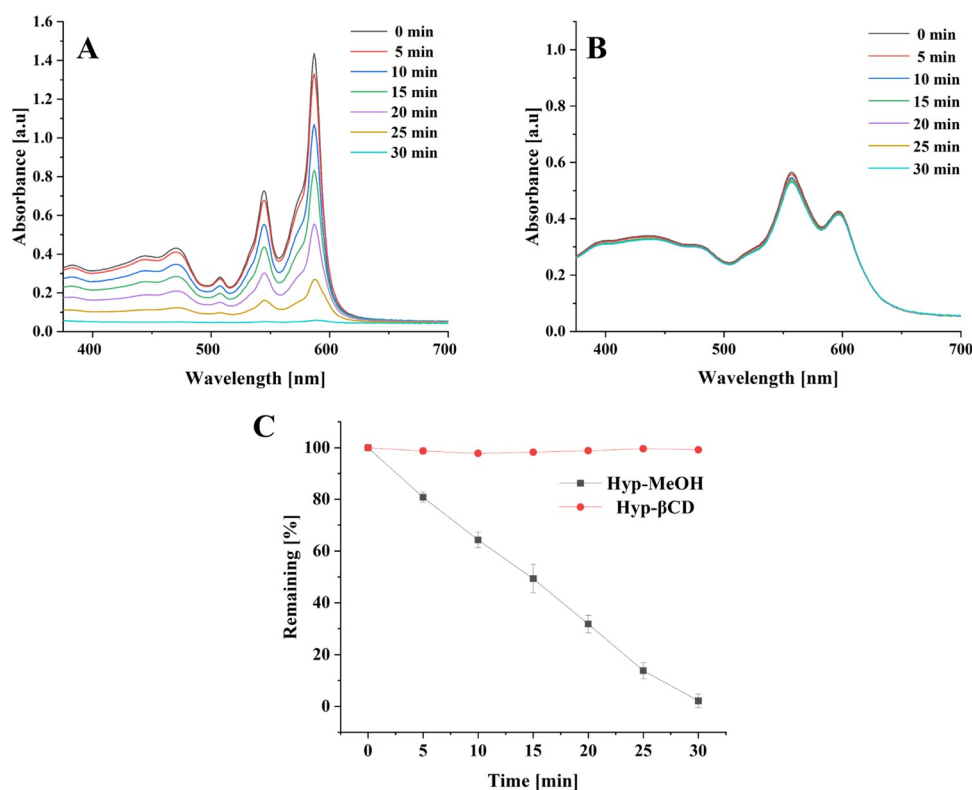 A
Absorbance [a.u]
1.6
1.4
1.2
1.0
0.8
0.6
0.4
0.2
0.0
400
500
600
700
Wavelength [nm]
0 min
5 min
10 min
15 min
20 min
25 min
30 min
B
Absorbance [a.u]
1.0
0.8
0.6
0.4
0.2
0.0
400
500
600
700
Wavelength [nm]
0 min
5 min
10 min
15 min
20 min
25 min
30 min
C
Remaining [%]
100
80
60
40
20
0
0
5
10
15
20
25
30
Time [min]
Hyp-MeOH
Hyp-βCD